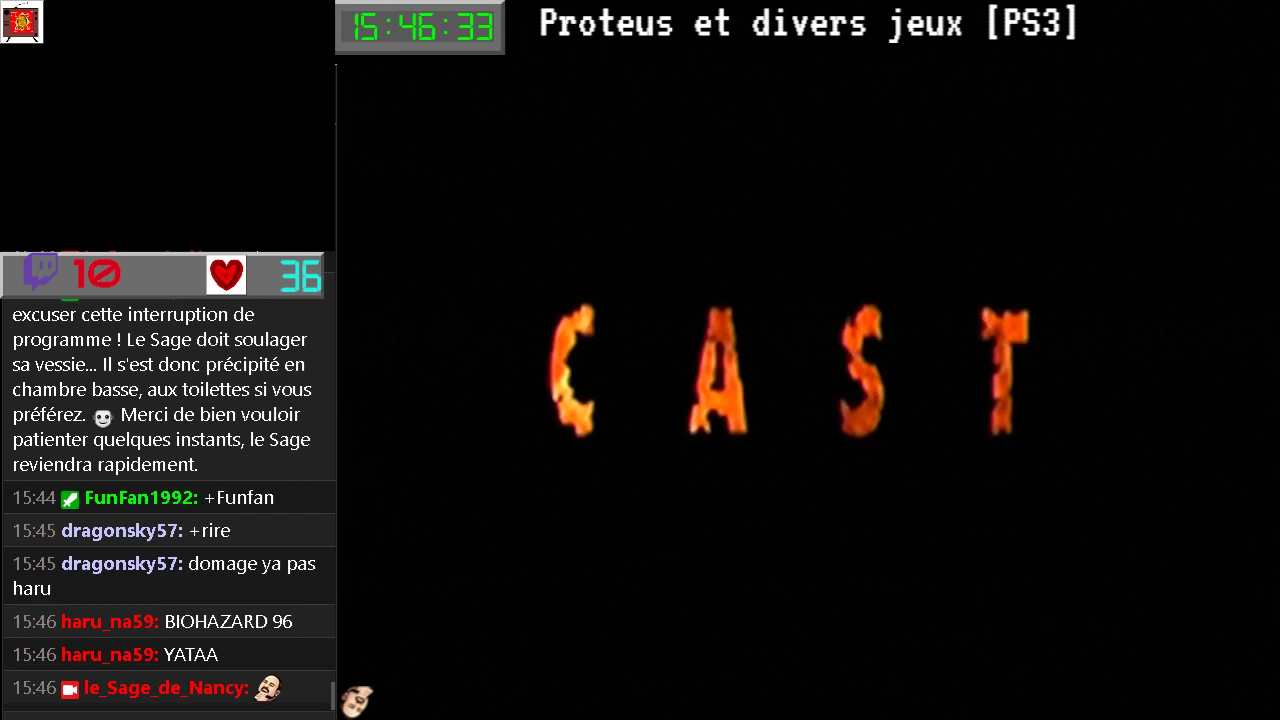 15:46:33
Proteus et divers jeux [PS3]
10
36
excuser cette interruption de
programme ! Le Sage doit soulager
sa vessie... Il s'est donc précipité en
chambre basse, aux toilettes si vous
préférez. Merci de bien vouloir
patienter quelques instants, le Sage
reviendra rapidement.
15:44 FunFan1992: +Funfan
15:45 dragonsky57: +rire
15:45 dragonsky57: domage ya pas
haru
15:46 haru_na59: BIOHAZARD 96
15:46 haru_na59: YATAA
15:46 le_Sage_de_Nancy:
CAST